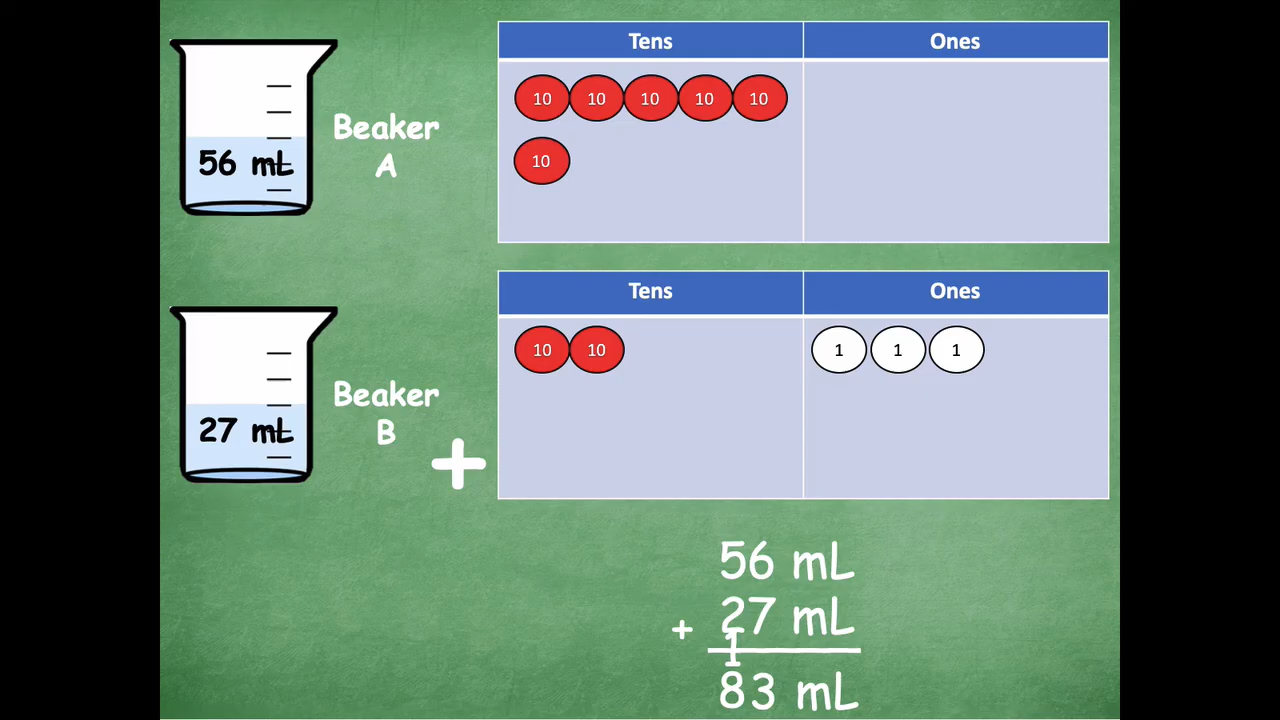 Tens Ones
10 10 10 10 10
10
56 mL
Beaker
A
Tens Ones
10 10 1 1 1
27 mL
Beaker
B
+
56 mL
+ 27 mL
1
83 mL